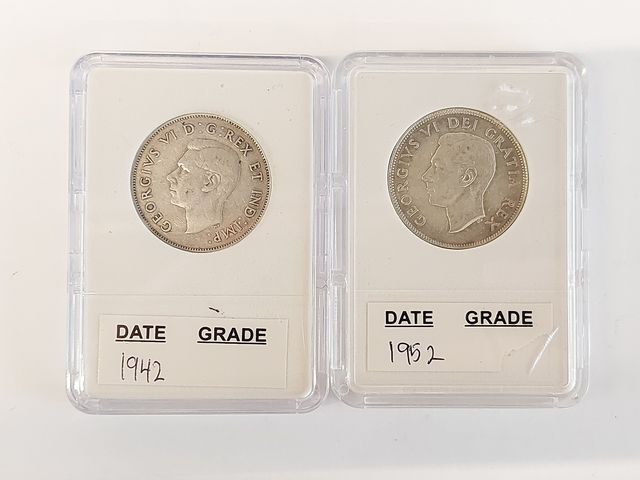 GEORGIVS VI D:G:REX ET IND:IMP:
DATE GRADE
1942
GEORGIVS VI DEI GRATIA REX
DATE GRADE
1952